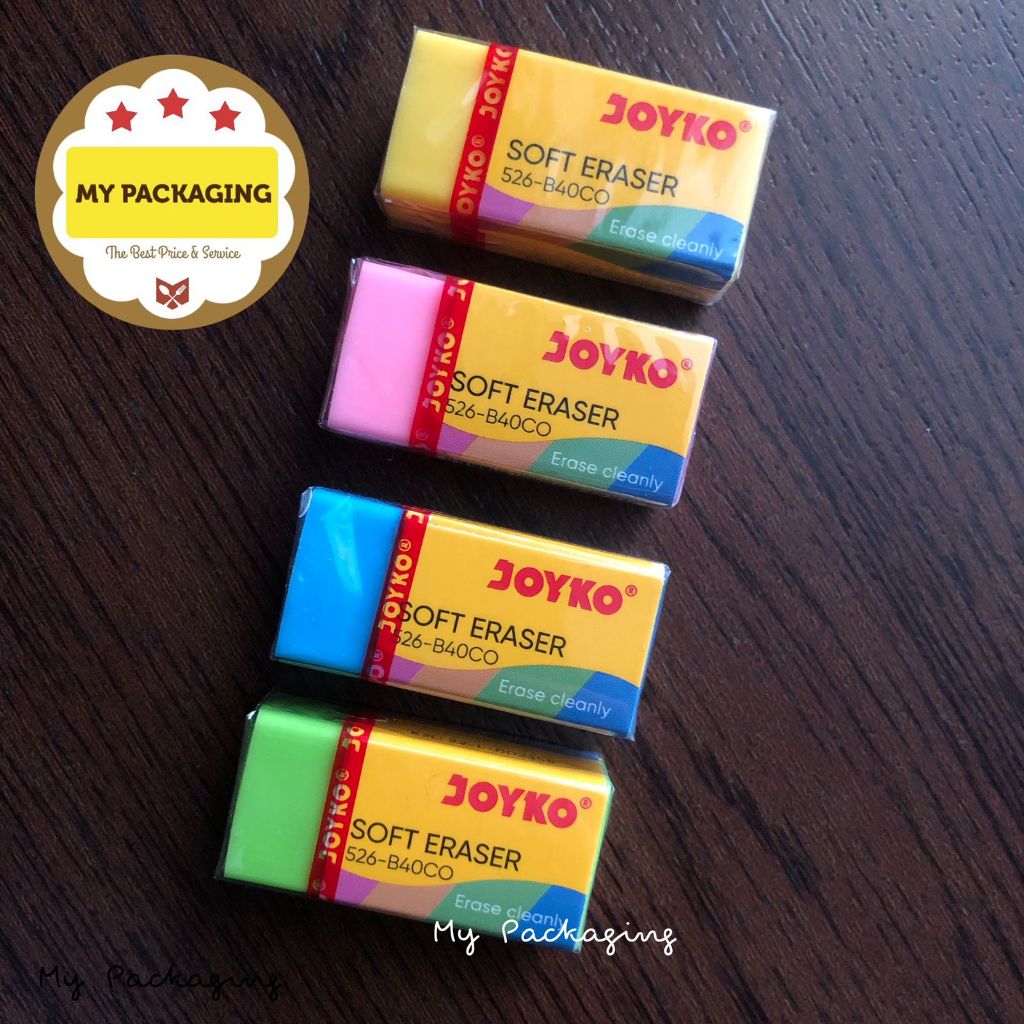 MY PACKAGING
The Best Price & Service
JOYKO® JOYKO
JOYKO®
SOFT ERASER
526-B40CO
Erase cleanly
JOYKO®
JOYKO®
SOFT ERASER
526-B40CO
Erase cleanly
JOYKO®
JOYKO®
SOFT ERASER
526-B40CO
Erase cleanly
JOYKO®
JOYKO®
SOFT ERASER
526-B40CO
Erase cleanly
My Packaging
My Packaging